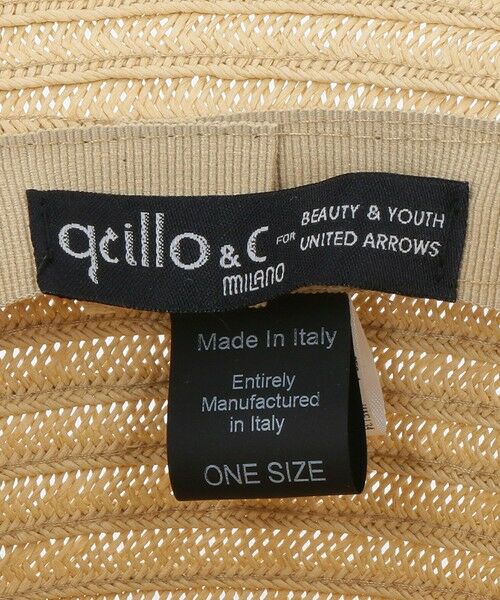 qcillo & C FOR BEAUTY & YOUTH
MILANO UNITED ARROWS
Made In Italy
Entirely
Manufactured
in Italy
ONE SIZE